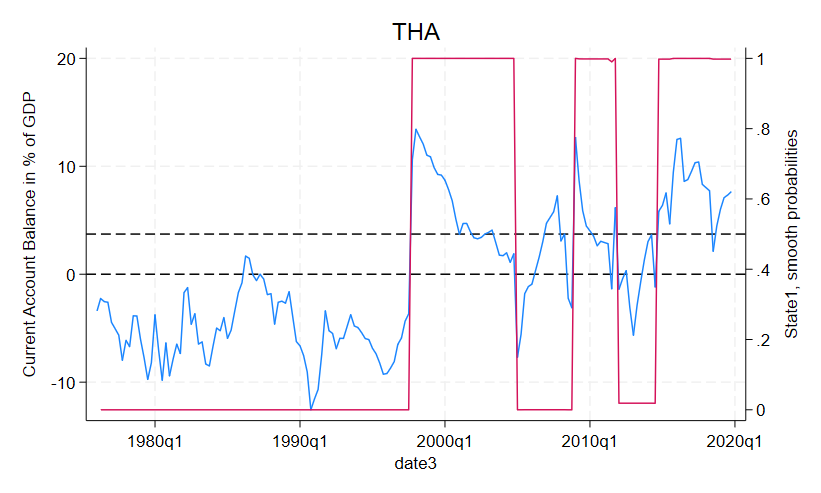 THA
Current Account Balance in % of GDP
20
10
0
-10
1
.8
.6
.4
.2
0
State1, smooth probabilities
1980q1
1990q1
2000q1
2010q1
2020q1
date3